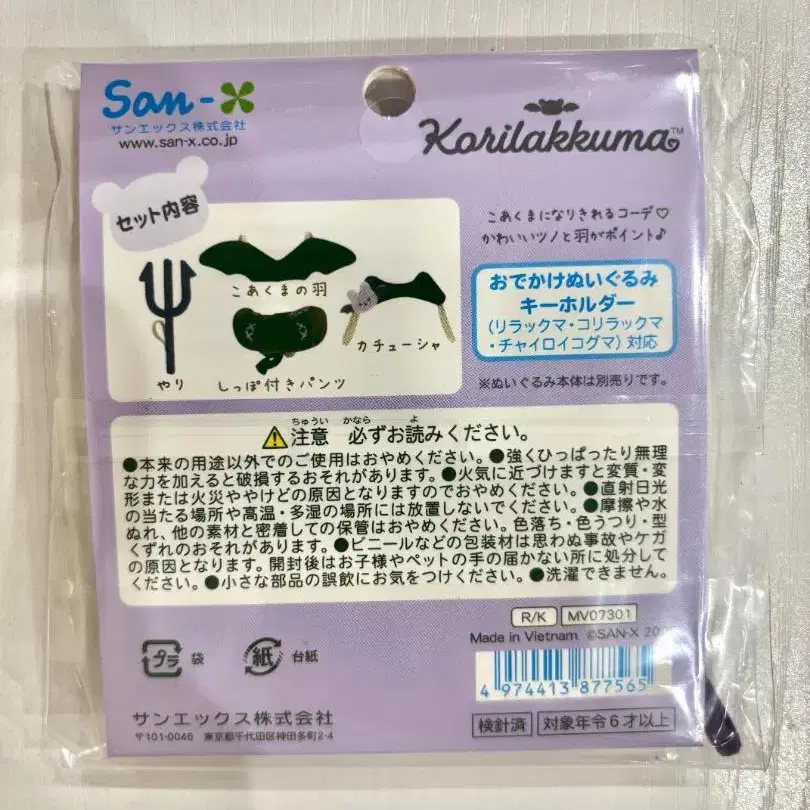 San-X
サンエックス株式会社
www.san-x.co.jp
Korilakkuma™
セット内容
こあくまの羽
カチューシャ
やり
しっぽ付きパンツ
こあくまになりきれるコーデ♡
かわいいツノと羽がポイント♪
おでかけぬいぐるみ
キーホルダー
(リラックマ・コリラックマ
・チャイロイコグマ)対応
※ぬいぐるみ本体は別売りです。
ちゅうい かなら よ
⚠注意 必ずお読みください。
●本来の用途以外でのご使用はおやめください。●強くひっぱったり無理
な力を加えると破損するおそれがあります。●火気に近づけますと変質・変
形または火災ややけどの原因となりますのでおやめください。●直射日光
の当たる場所や高温・多湿の場所には放置しないでください。●摩擦や水
ぬれ、他の素材と密着しての保管はおやめください。色落ち・色うつり・型
くずれのおそれがあります。●ビニールなどの包装材は思わぬ事故やケガ
の原因となります。開封後はお子様やペットの手の届かない所に処分して
ください。●小さな部品の誤飲にお気をつけください。●洗濯できません。
R/K MV07301
Made in Vietnam ©SAN-X 20
プラ 袋 紙 台紙
4 974413 877565
サンエックス株式会社
〒101-0046 東京都千代田区神田多町2-4
検針済 対象年令6才以上